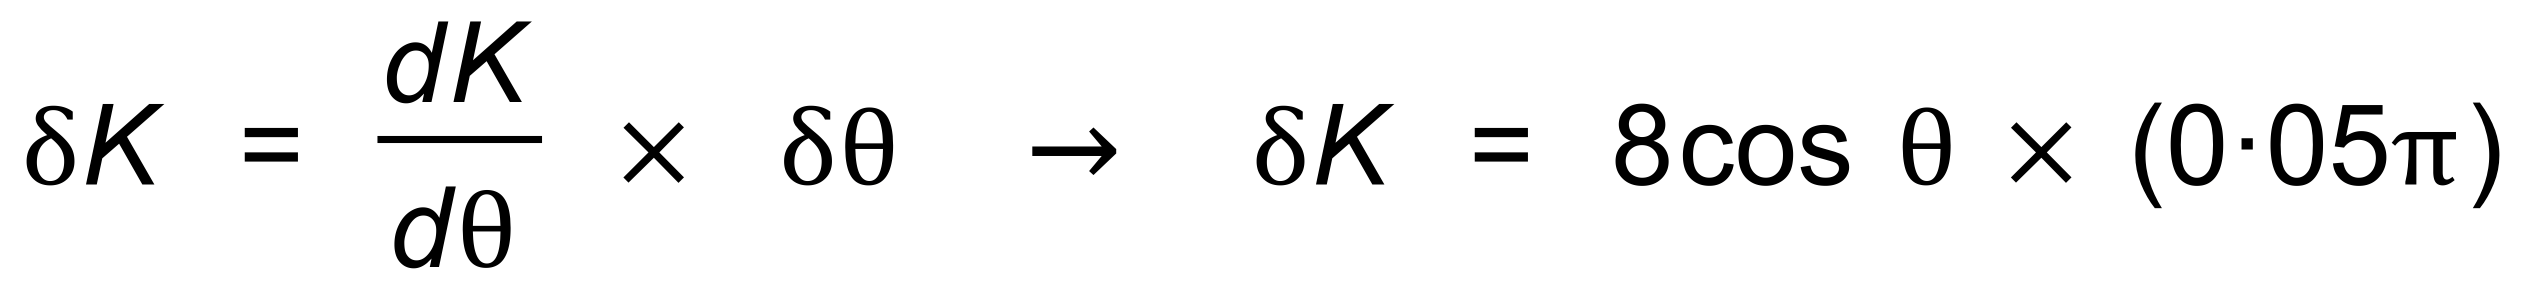 δK = dK/dθ × δθ → δK = 8cos θ × (0·05π)